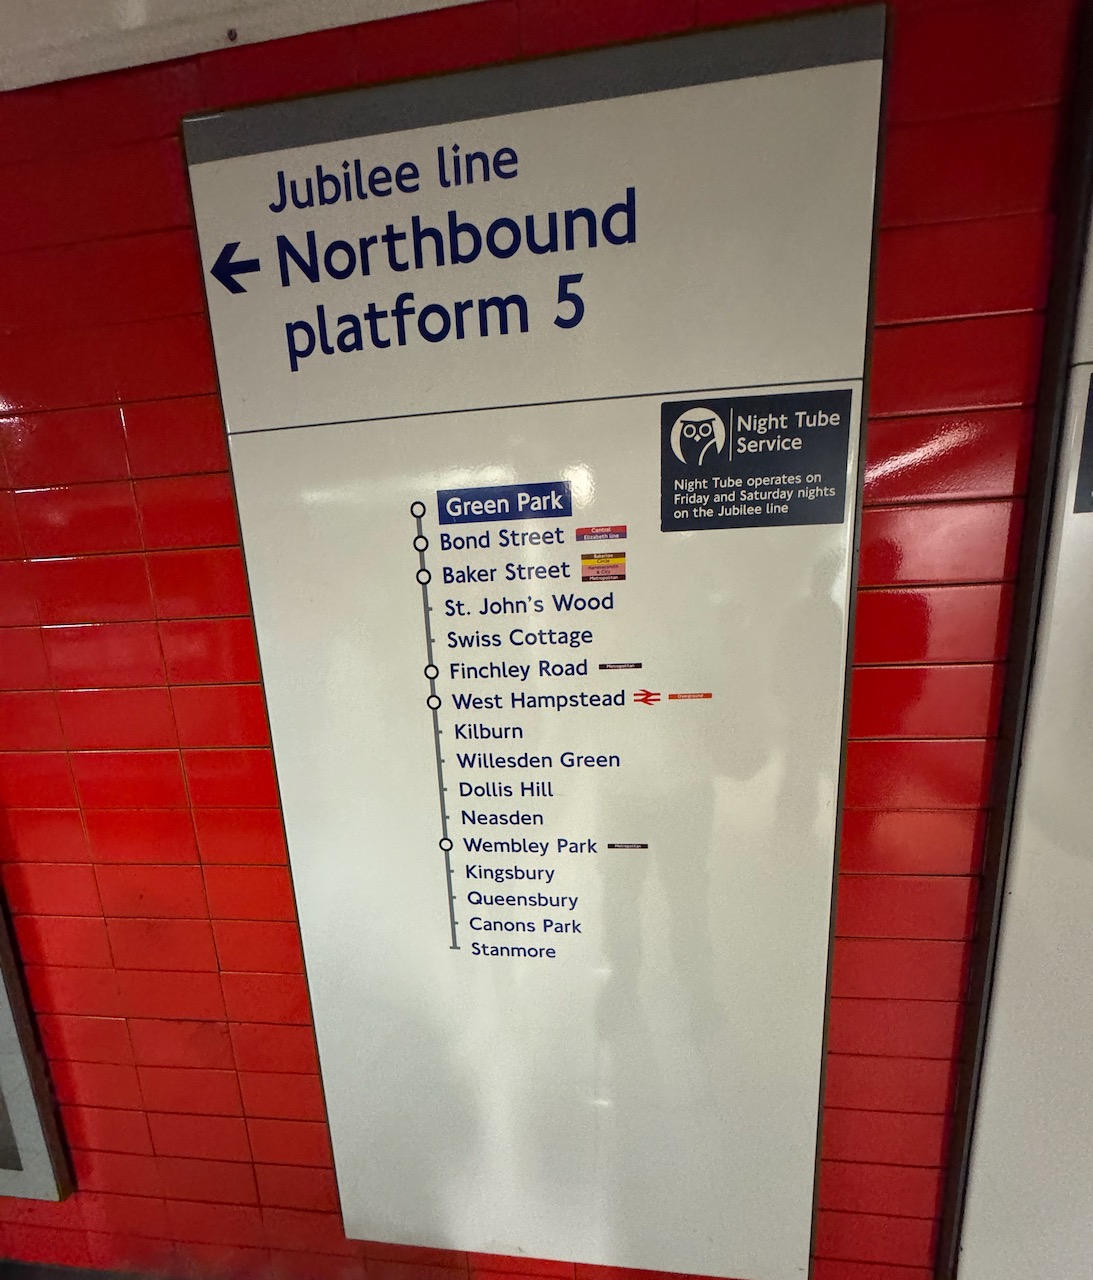 Jubilee line
Northbound
platform 5
Night Tube
Service
Night Tube operates on
Friday and Saturday nights
on the Jubilee line
Green Park
Bond Street
Central
Elizabeth line
Baker Street
Bakerloo
Circle
Hammersmith
& City
Metropolitan
St. John's Wood
Swiss Cottage
Finchley Road
Metropolitan
West Hampstead
Overground
Kilburn
Willesden Green
Dollis Hill
Neasden
Wembley Park
Metropolitan
Kingsbury
Queensbury
Canons Park
Stanmore